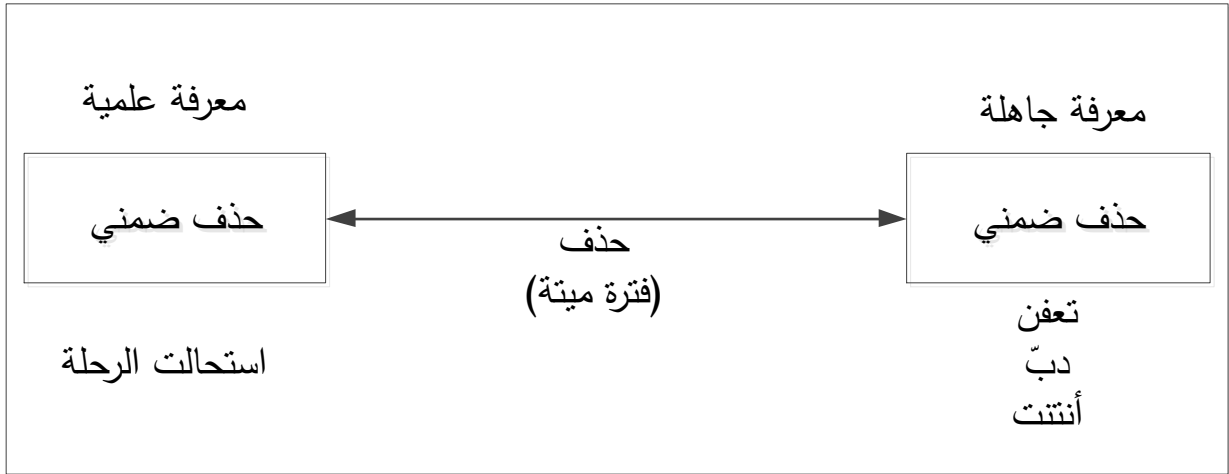 معرفة جاهلة
معرفة علمية
حذف ضمني
حذف ضمني
حذف
(فترة ميتة)
تعفن
دبّ
أنتنت
استحالت الرحلة